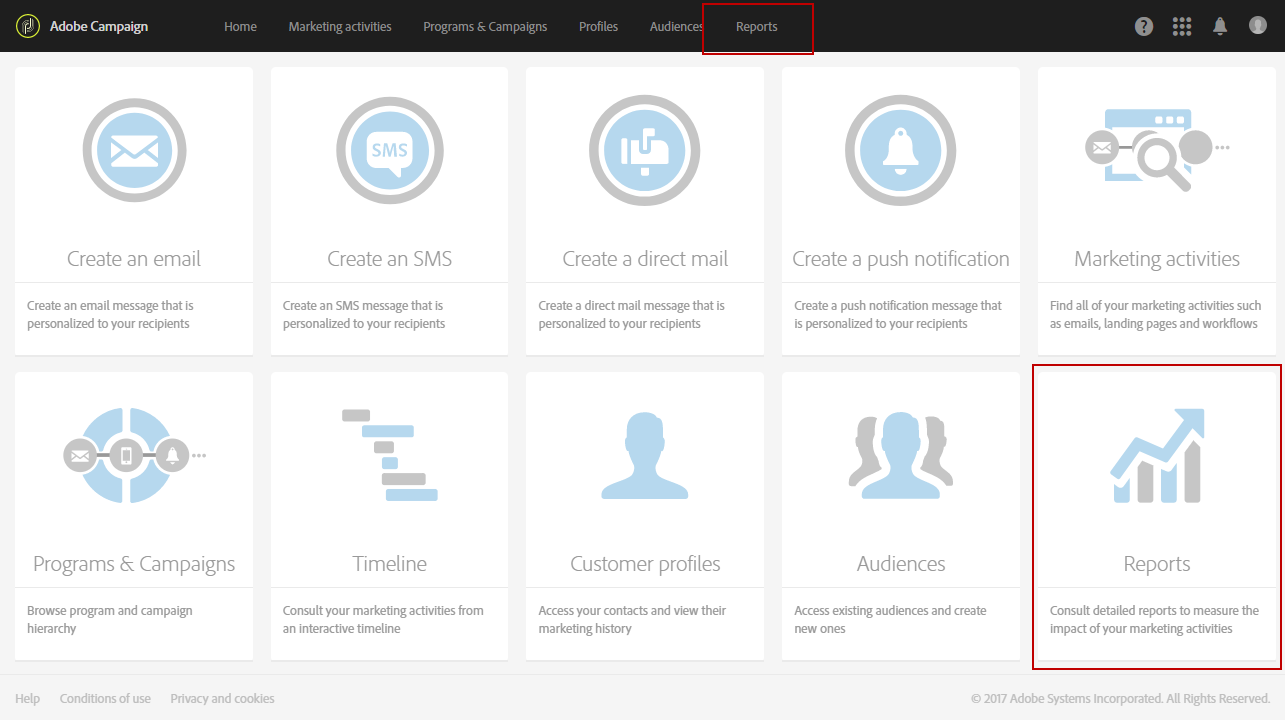 Adobe Campaign Home Marketing activities Programs & Campaigns Profiles Audiences Reports
SMS
Create an email
Create an email message that is
personalized to your recipients
Create an SMS
Create an SMS message that is
personalized to your recipients
Create a direct mail
Create a direct mail message that is
personalized to your recipients
Create a push notification
Create a push notification message that
is personalized to your recipients
Marketing activities
Find all of your marketing activities such
as emails, landing pages and workflows
Programs & Campaigns
Browse program and campaign
hierarchy
Timeline
Consult your marketing activities from
an interactive timeline
Customer profiles
Access your contacts and view their
marketing history
Audiences
Access existing audiences and create
new ones
Reports
Consult detailed reports to measure the
impact of your marketing activities
Help Conditions of use Privacy and cookies © 2017 Adobe Systems Incorporated. All Rights Reserved.